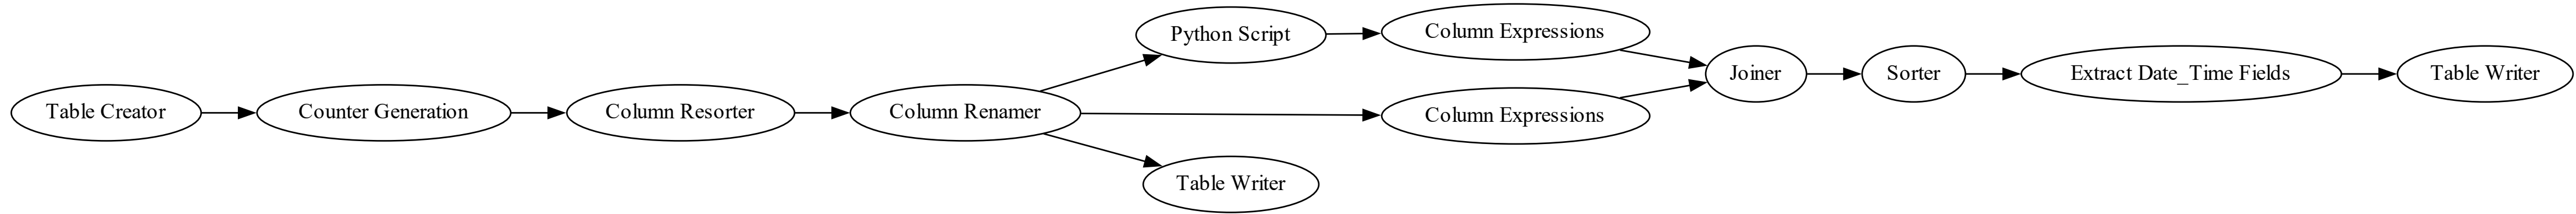 Table Creator
Counter Generation
Column Resorter
Column Renamer
Python Script
Column Expressions
Column Expressions
Table Writer
Joiner
Sorter
Extract Date_Time Fields
Table Writer